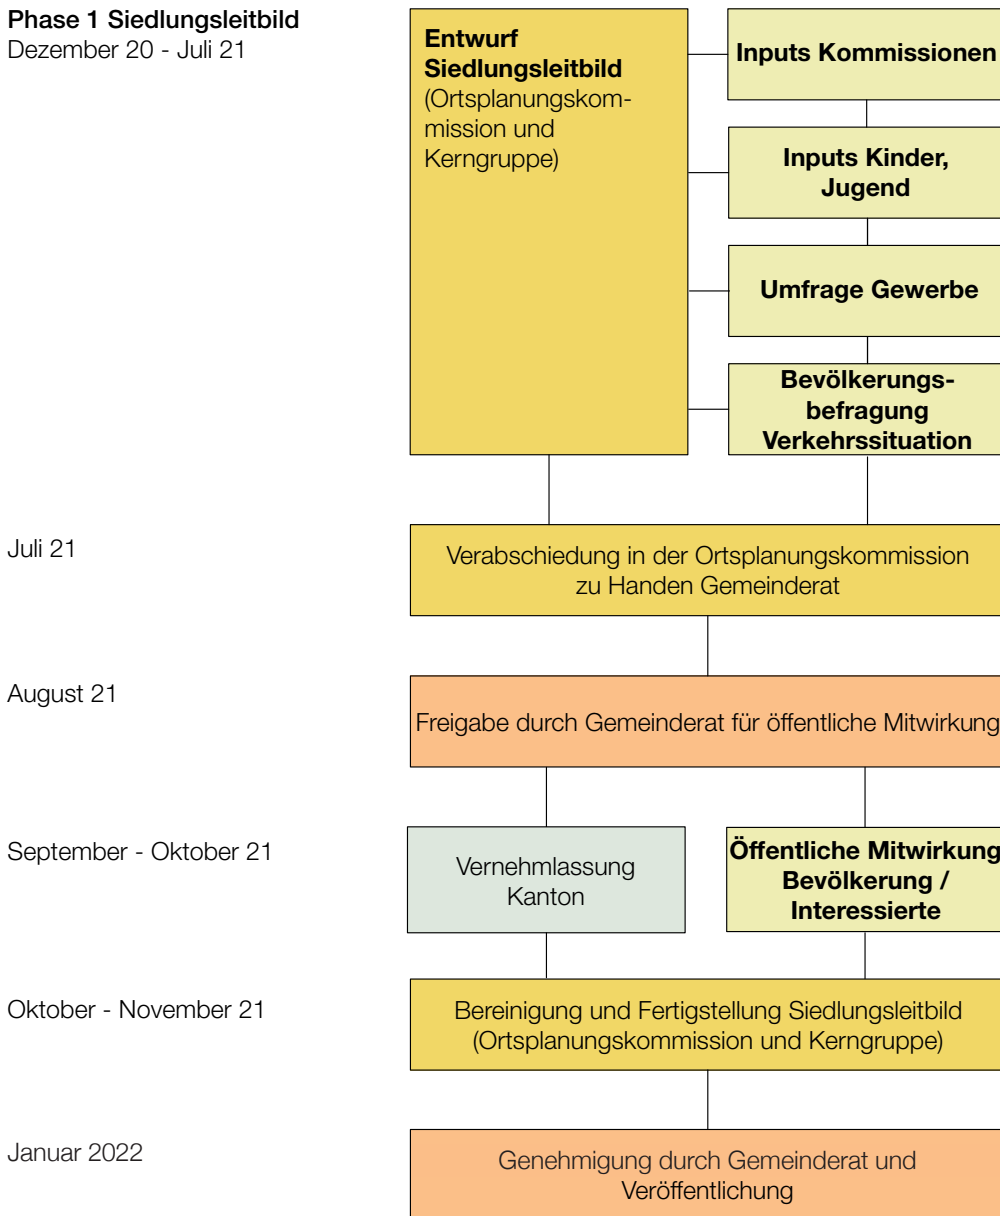 Phase 1 Siedlungsleitbild
Dezember 20 - Juli 21
Entwurf
Siedlungsleitbild
(Ortsplanungskom-
mission und
Kerngruppe)
Inputs Kommissionen
Inputs Kinder,
Jugend
Umfrage Gewerbe
Bevölkerungs-
befragung
Verkehrssituation
Juli 21
Verabschiedung in der Ortsplanungskommission
zu Handen Gemeinderat
August 21
Freigabe durch Gemeinderat für öffentliche Mitwirkung
September - Oktober 21
Vernehmlassung
Kanton
Öffentliche Mitwirkung
Bevölkerung /
Interessierte
Oktober - November 21
Bereinigung und Fertigstellung Siedlungsleitbild
(Ortsplanungskommission und Kerngruppe)
Januar 2022
Genehmigung durch Gemeinderat und
Veröffentlichung